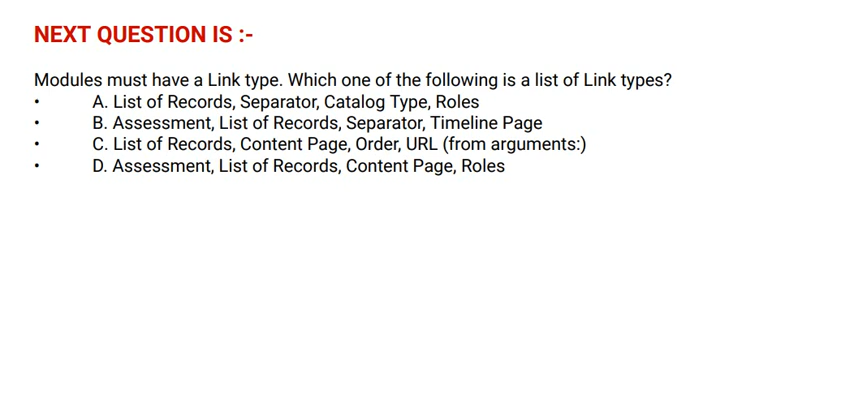 NEXT QUESTION IS :-
Modules must have a Link type. Which one of the following is a list of Link types?
• A. List of Records, Separator, Catalog Type, Roles
• B. Assessment, List of Records, Separator, Timeline Page
• C. List of Records, Content Page, Order, URL (from arguments:)
• D. Assessment, List of Records, Content Page, Roles